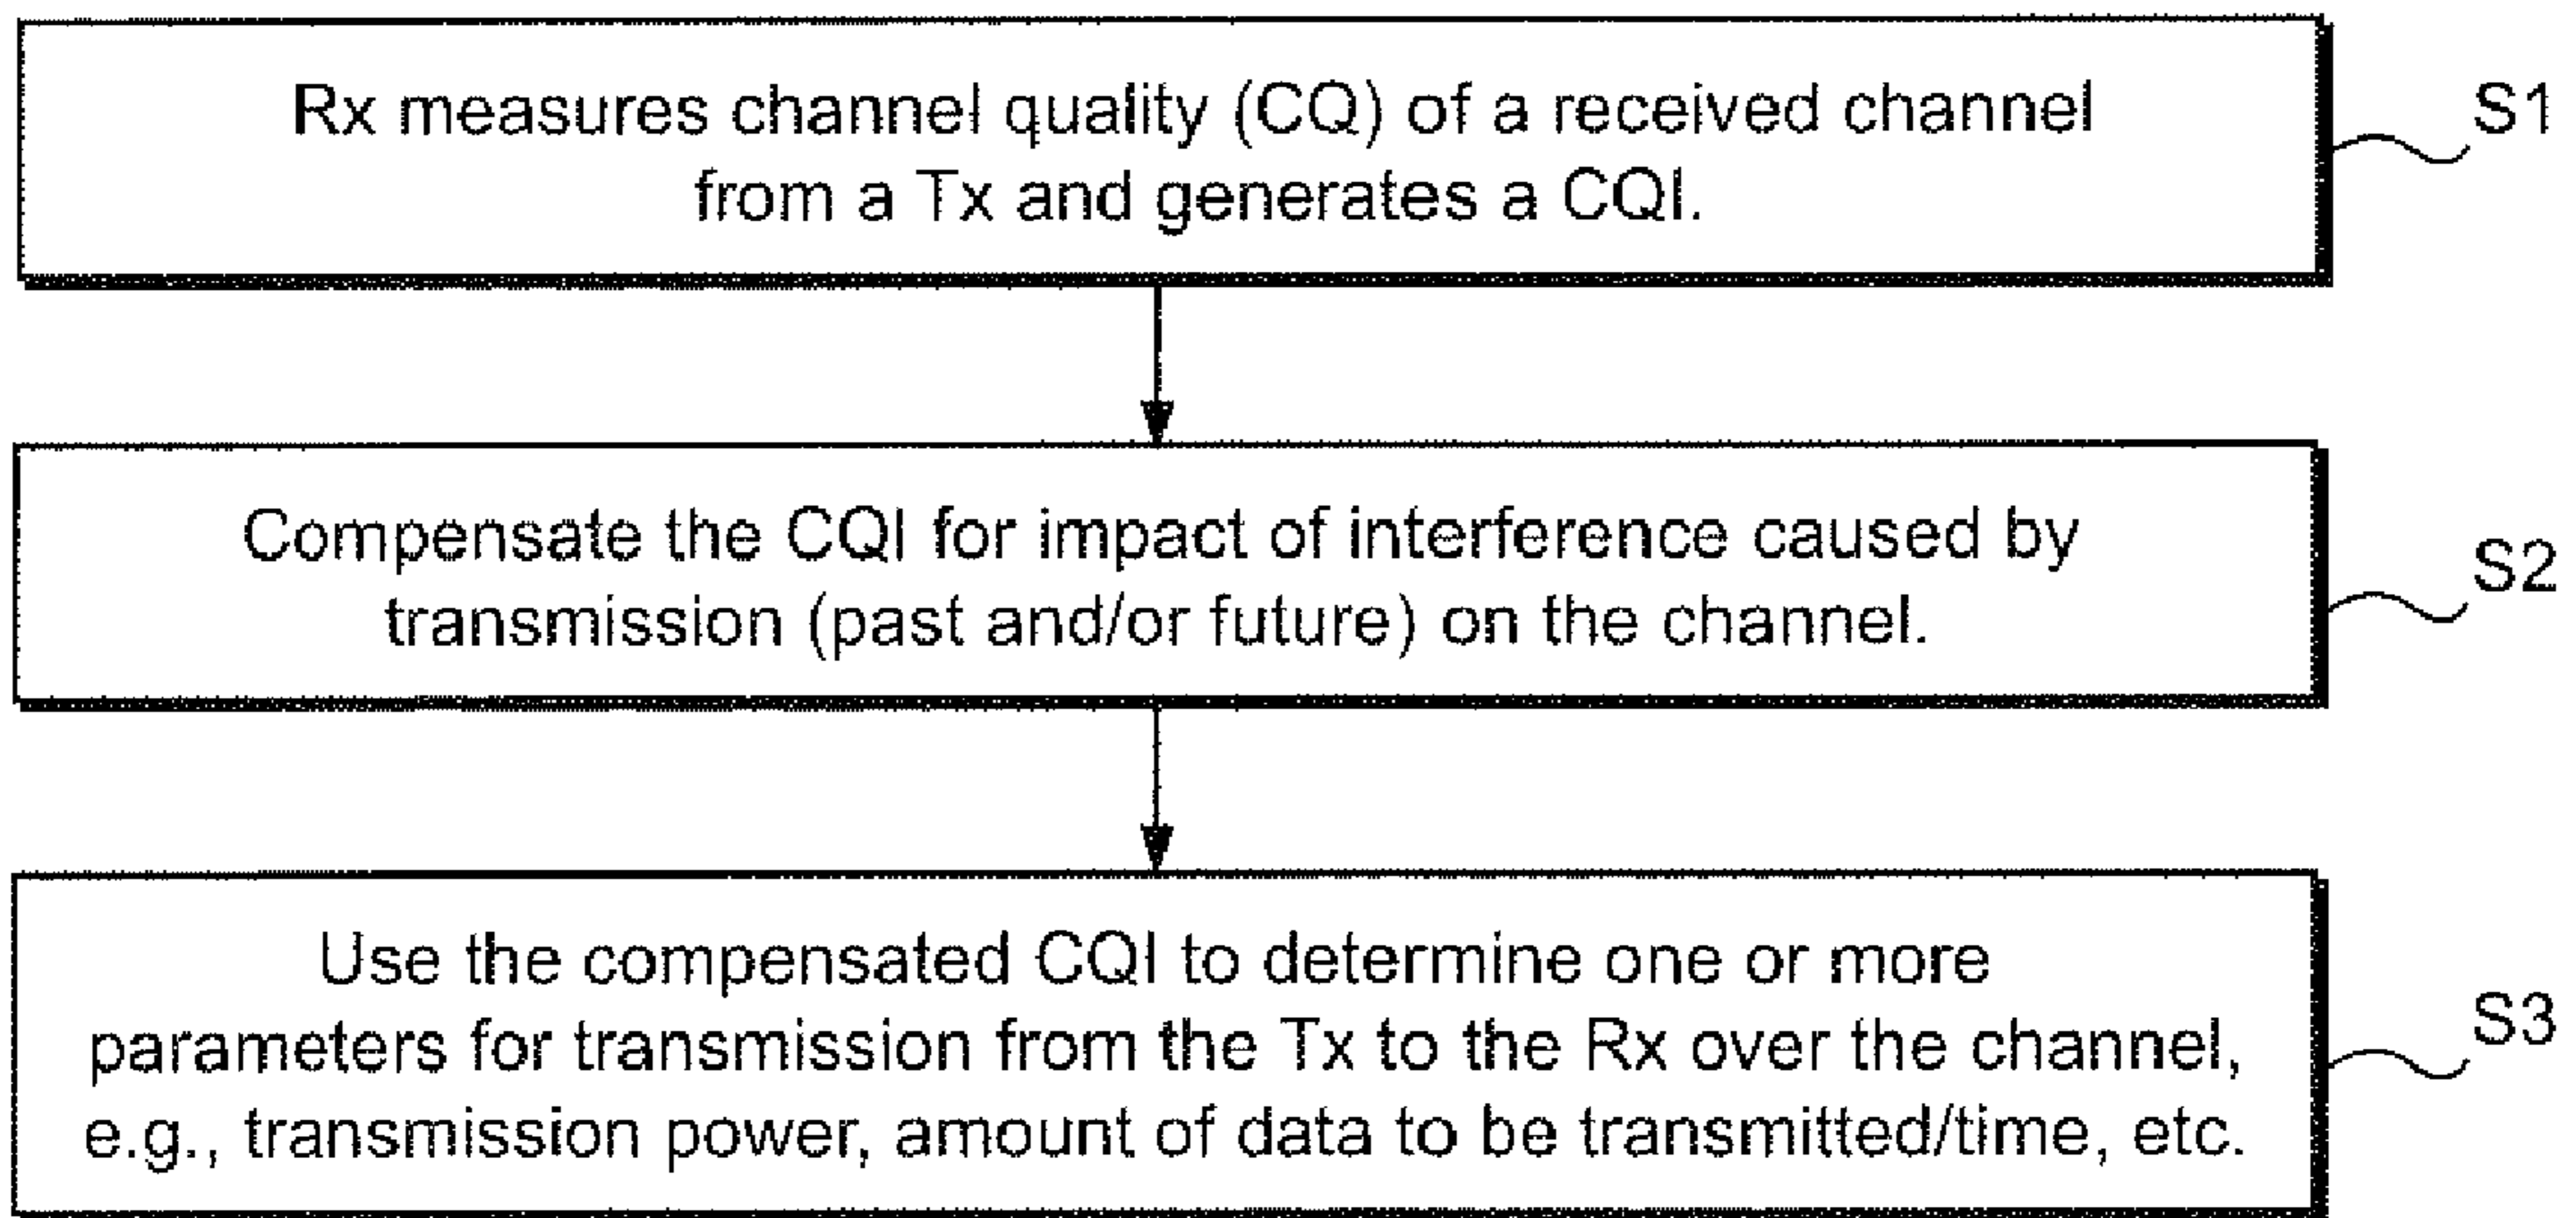 Rx measures channel quality (CQ) of a received channel
from a Tx and generates a CQI.
S1
Compensate the CQI for impact of interference caused by
transmission (past and/or future) on the channel.
S2
Use the compensated CQI to determine one or more
parameters for transmission from the Tx to the Rx over the channel,
e.g., transmission power, amount of data to be transmitted/time, etc.
S3